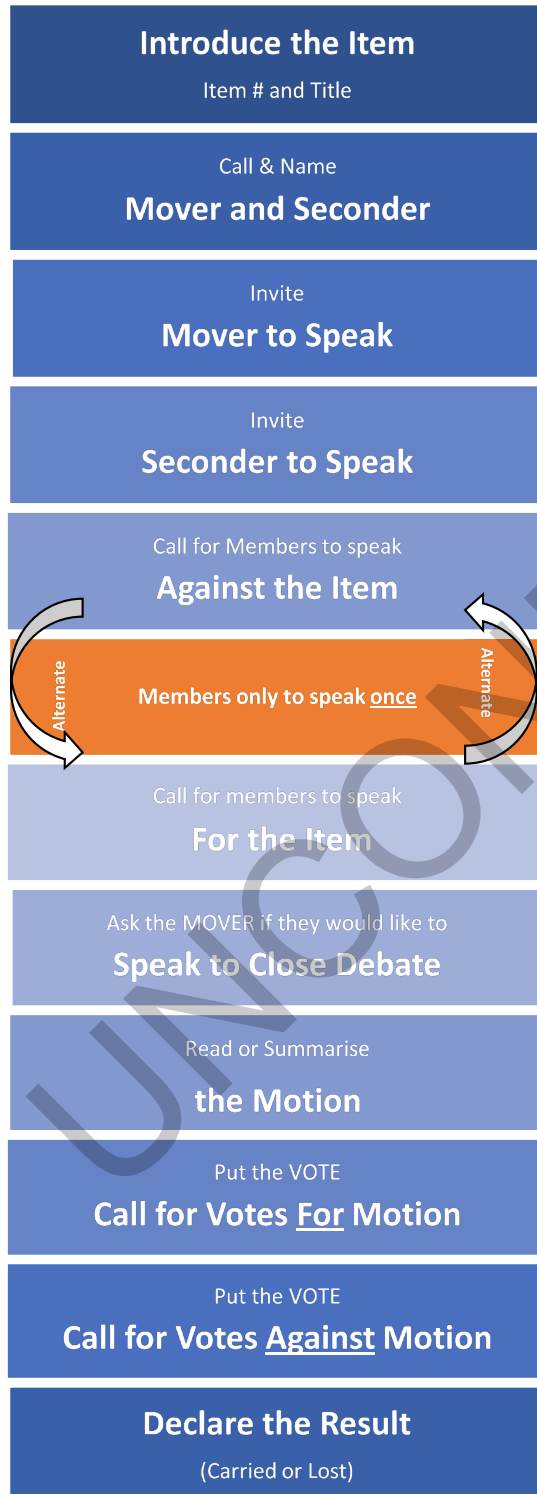 Introduce the Item
Item # and Title
Call & Name
Mover and Seconder
Invite
Mover to Speak
Invite
Seconder to Speak
Call for Members to speak
Against the Item
Alternate
Members only to speak once
Alternate
Call for members to speak
For the Item
Ask the MOVER if they would like to
Speak to Close Debate
Read or Summarise
the Motion
Put the VOTE
Call for Votes For Motion
Put the VOTE
Call for Votes Against Motion
Declare the Result
(Carried or Lost)